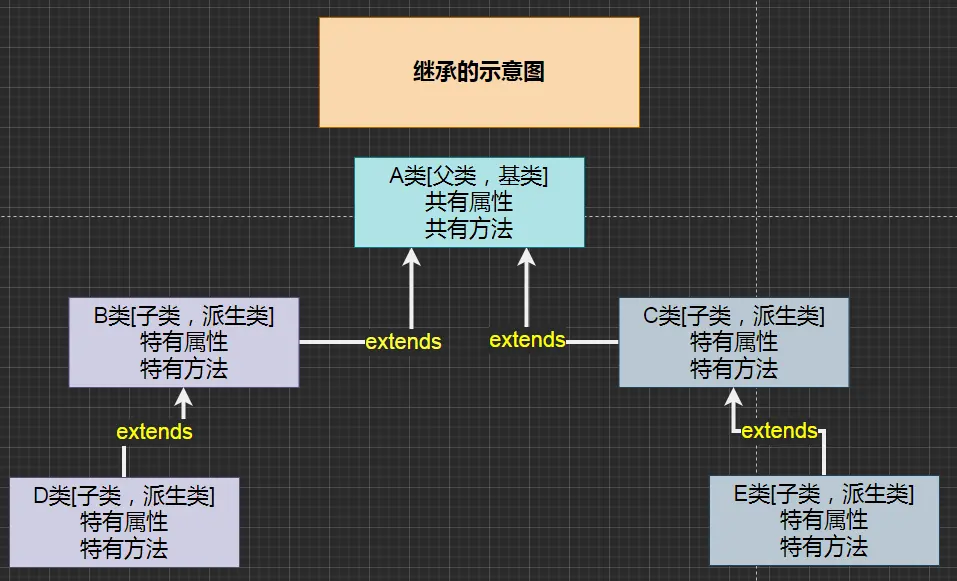 继承的示意图
A类[父类，基类]
共有属性
共有方法
B类[子类，派生类]
特有属性
特有方法
extends
extends
C类[子类，派生类]
特有属性
特有方法
extends
extends
D类[子类，派生类]
特有属性
特有方法
E类[子类，派生类]
特有属性
特有方法